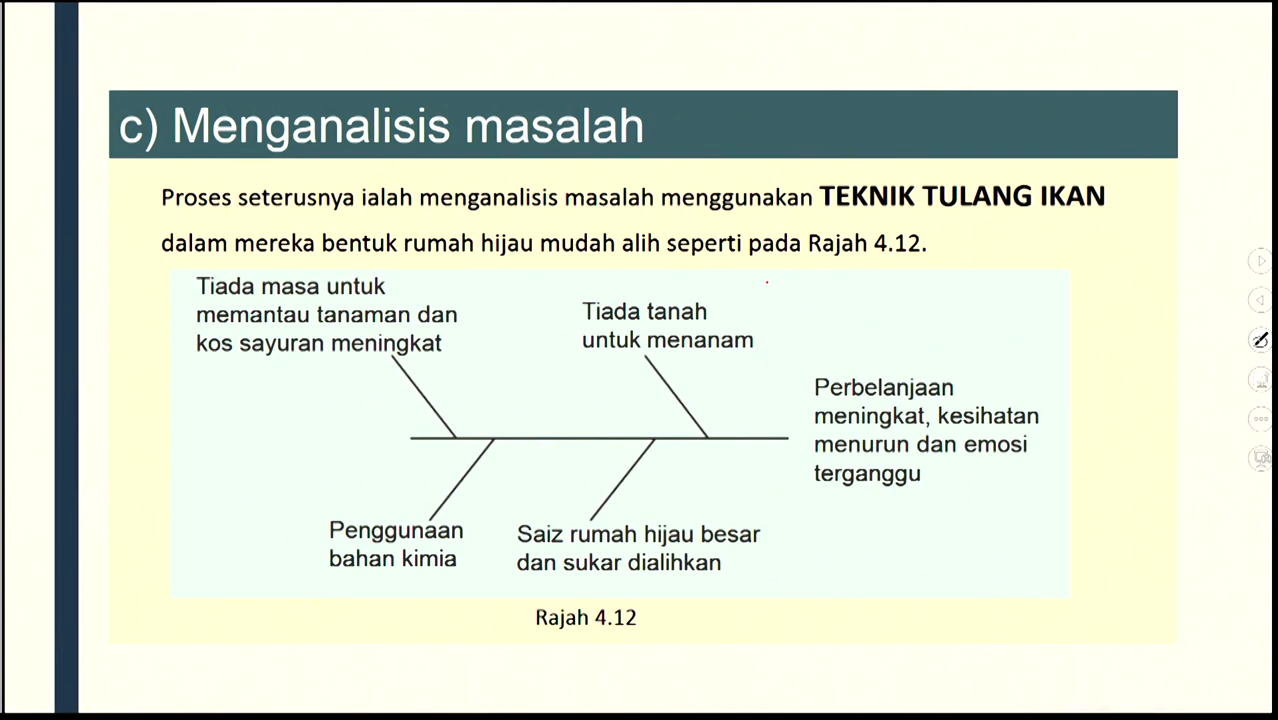 c) Menganalisis masalah
Proses seterusnya ialah menganalisis masalah menggunakan TEKNIK TULANG IKAN
dalam mereka bentuk rumah hijau mudah alih seperti pada Rajah 4.12.
Tiada masa untuk
memantau tanaman dan
kos sayuran meningkat
Tiada tanah
untuk menanam
Perbelanjaan
meningkat, kesihatan
menurun dan emosi
terganggu
Penggunaan
bahan kimia
Saiz rumah hijau besar
dan sukar dialihkan
Rajah 4.12